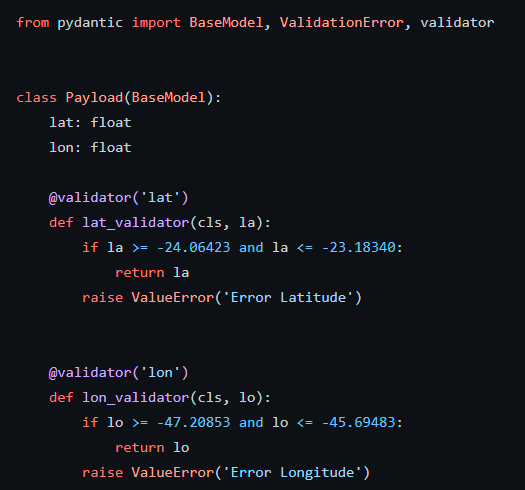 from pydantic import BaseModel, ValidationError, validator
class Payload(BaseModel):
    lat: float
    lon: float
    @validator('lat')
    def lat_validator(cls, la):
        if la >= -24.06423 and la <= -23.18340:
            return la
        raise ValueError('Error Latitude')
    @validator('lon')
    def lon_validator(cls, lo):
        if lo >= -47.20853 and lo <= -45.69483:
            return lo
        raise ValueError('Error Longitude')